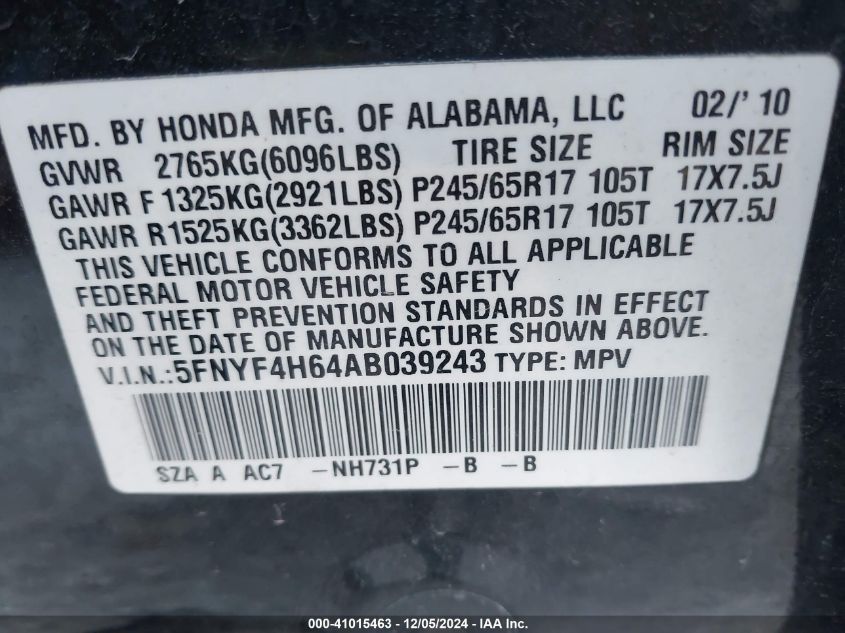 MFD. BY HONDA MFG. OF ALABAMA, LLC 02/' 10
GVWR 2765KG(6096LBS) TIRE SIZE RIM SIZE
GAWR F 1325KG(2921LBS) P245/65R17 105T 17X7.5J
GAWR R1525KG(3362LBS) P245/65R17 105T 17X7.5J
THIS VEHICLE CONFORMS TO ALL APPLICABLE
FEDERAL MOTOR VEHICLE SAFETY
AND THEFT PREVENTION STANDARDS IN EFFECT
ON THE DATE OF MANUFACTURE SHOWN ABOVE.
V.I.N.:5FNYF4H64AB039243 TYPE: MPV
SZA A AC7 -NH731P -B -B
000-41015463 - 12/05/2024 - IAA Inc.